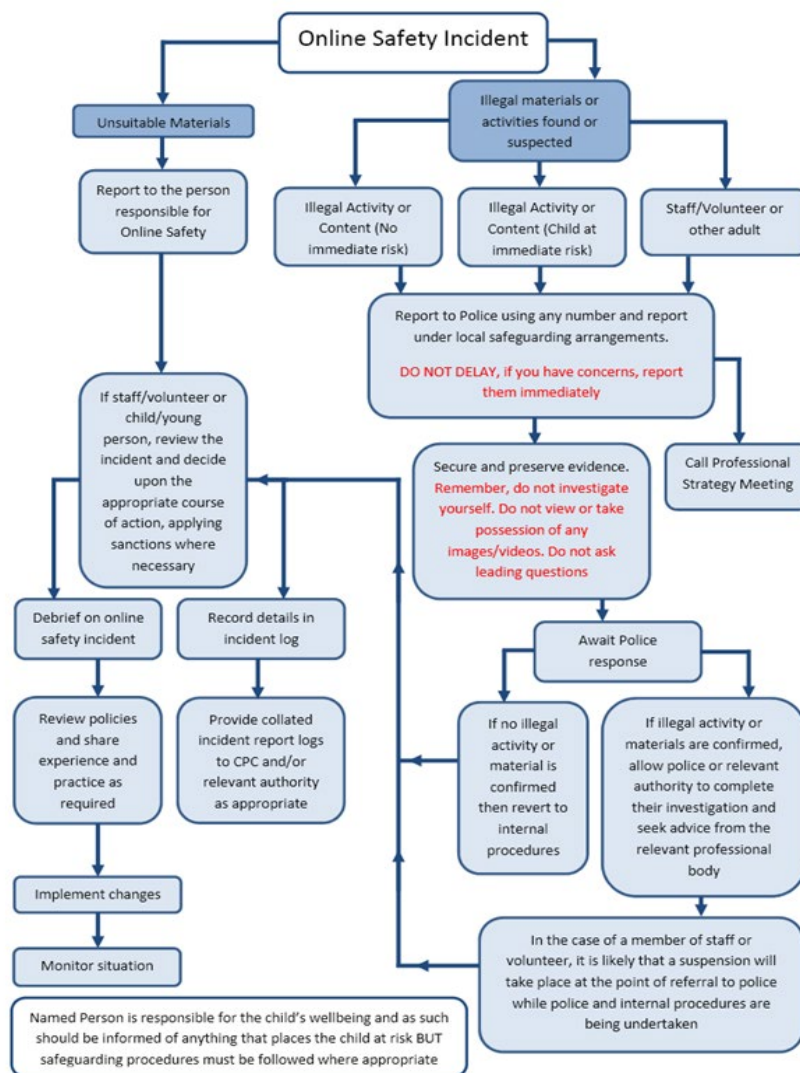 Online Safety Incident
Unsuitable Materials
Illegal materials or
activities found or
suspected
Report to the person
responsible for
Online Safety
Illegal Activity or
Content (No
immediate risk)
Illegal Activity or
Content (Child at
immediate risk)
Staff/Volunteer or
other adult
Report to Police using any number and report
under local safeguarding arrangements.
DO NOT DELAY, if you have concerns, report
them immediately
If staff/volunteer or
child/young
person, review the
incident and decide
upon the
appropriate course
of action, applying
sanctions where
necessary
Secure and preserve evidence.
Remember, do not investigate
yourself. Do not view or take
possession of any
images/videos. Do not ask
leading questions
Call Professional
Strategy Meeting
Debrief on online
safety incident
Record details in
incident log
Await Police
response
Review policies
and share
experience and
practice as
required
Provide collated
incident report logs
to CPC and/or
relevant authority
as appropriate
If no illegal
activity or
material is
confirmed
then revert to
internal
procedures
If illegal activity or
materials are confirmed,
allow police or relevant
authority to complete
their investigation and
seek advice from the
relevant professional
body
Implement changes
Monitor situation
In the case of a member of staff or
volunteer, it is likely that a suspension will
take place at the point of referral to police
while police and internal procedures are
being undertaken
Named Person is responsible for the child's wellbeing and as such
should be informed of anything that places the child at risk BUT
safeguarding procedures must be followed where appropriate